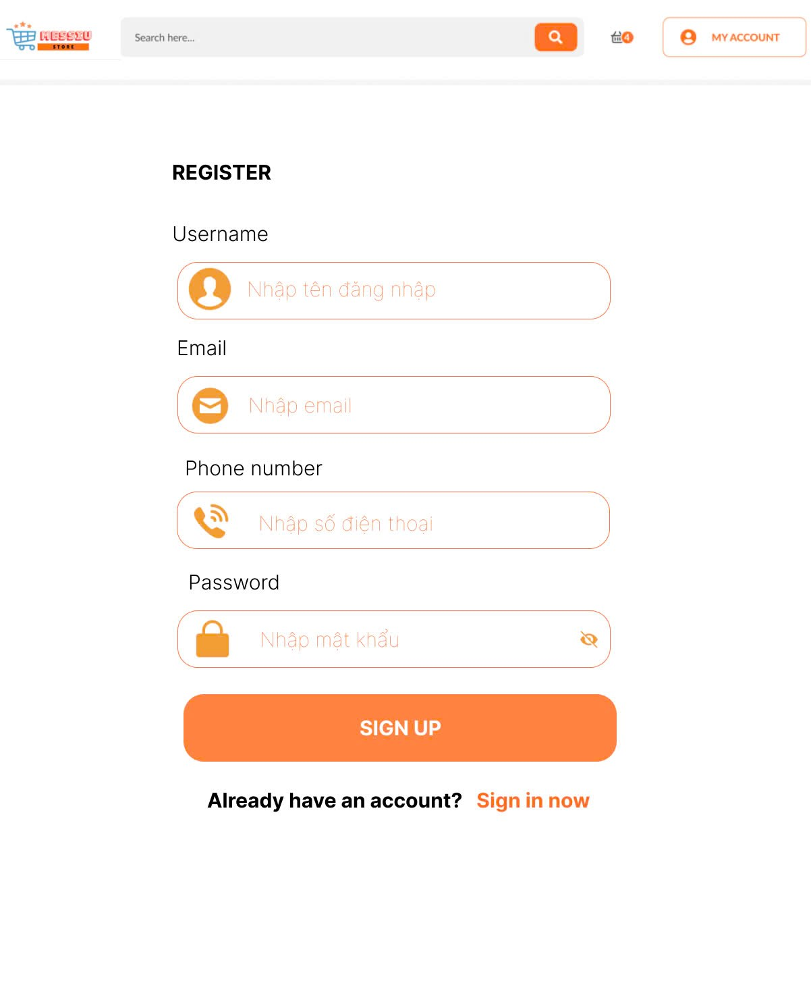 MESSIU
STORE
Search here...
4
MY ACCOUNT
REGISTER
Username
Nhập tên đăng nhập
Email
Nhập email
Phone number
Nhập số điện thoại
Password
Nhập mật khẩu
SIGN UP
Already have an account? Sign in now